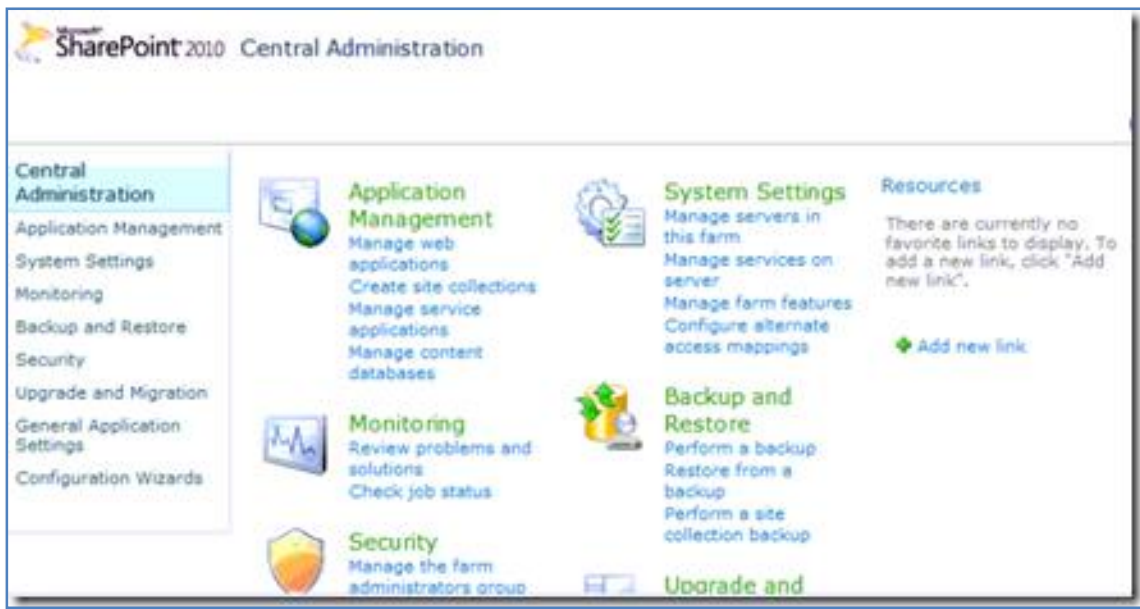 Microsoft
SharePoint 2010 Central Administration
Central
Administration
Application Management
System Settings
Monitoring
Backup and Restore
Security
Upgrade and Migration
General Application
Settings
Configuration Wizards
Application
Management
Manage web
applications
Create site collections
Manage service
applications
Manage content
databases
Monitoring
Review problems and
solutions
Check job status
Security
Manage the farm
administrators group
System Settings
Manage servers in
this farm
Manage services on
server
Manage farm features
Configure alternate
access mappings
Backup and
Restore
Perform a backup
Restore from a
backup
Perform a site
collection backup
Upgrade and
Resources
There are currently no
favorite links to display. To
add a new link, click "Add
new link".
Add new link